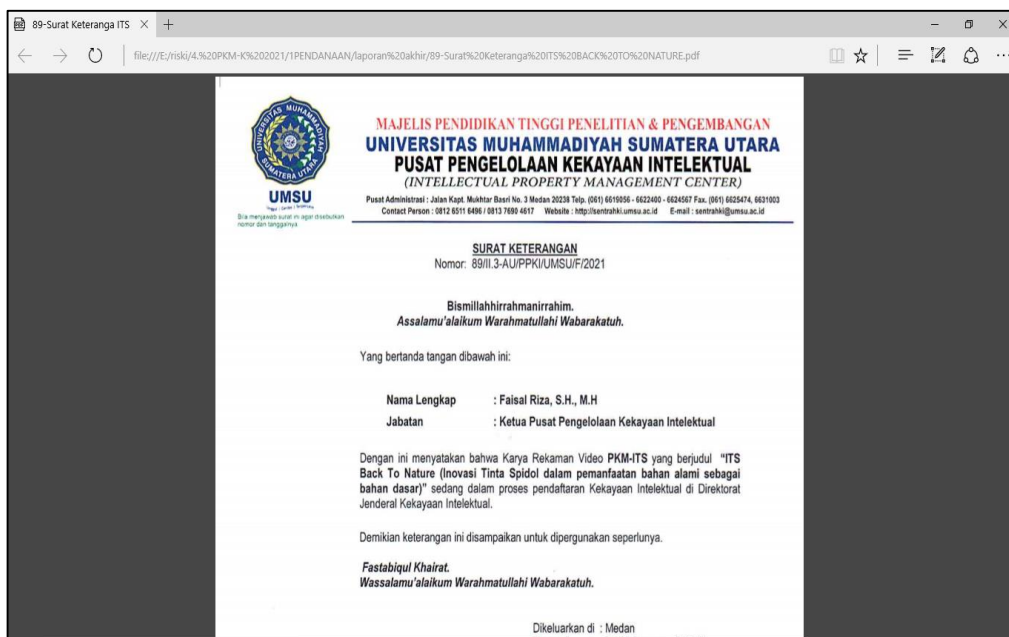 89-Surat Keteranga ITS
file:///E:/riski/4.%20PKM-K%202021/1PENDANAAN/laporan%20akhir/89-Surat%20Keteranga%20ITS%20BACK%20TO%20NATURE.pdf
UNIVERSITAS MUHAMMADIYAH
SUMATERA UTARA
UMSU
Unggul | Cerdas | Terpercaya
Bila menjawab surat ini agar disebutkan
nomor dan tanggalnya
MAJELIS PENDIDIKAN TINGGI PENELITIAN & PENGEMBANGAN
UNIVERSITAS MUHAMMADIYAH SUMATERA UTARA
PUSAT PENGELOLAAN KEKAYAAN INTELEKTUAL
(INTELLECTUAL PROPERTY MANAGEMENT CENTER)
Pusat Administrasi : Jalan Kapt. Mukhtar Basri No. 3 Medan 20238 Telp. (061) 6619056 - 6622400 - 6624567 Fax. (061) 6625474, 6631003
Contact Person : 0812 6511 6496 / 0813 7690 4617 Website : http://sentrahki.umsu.ac.id E-mail : sentrahki@umsu.ac.id
SURAT KETERANGAN
Nomor: 89/II.3-AU/PPKI/UMSU/F/2021
Bismillahhirrahmanirrahim.
Assalamu'alaikum Warahmatullahi Wabarakatuh.
Yang bertanda tangan dibawah ini:
Nama Lengkap : Faisal Riza, S.H., M.H
Jabatan : Ketua Pusat Pengelolaan Kekayaan Intelektual
Dengan ini menyatakan bahwa Karya Rekaman Video PKM-ITS yang berjudul "ITS
Back To Nature (Inovasi Tinta Spidol dalam pemanfaatan bahan alami sebagai
bahan dasar)" sedang dalam proses pendaftaran Kekayaan Intelektual di Direktorat
Jenderal Kekayaan Intelektual.
Demikian keterangan ini disampaikan untuk dipergunakan seperlunya.
Fastabiqul Khairat.
Wassalamu'alaikum Warahmatullahi Wabarakatuh.
Dikeluarkan di : Medan